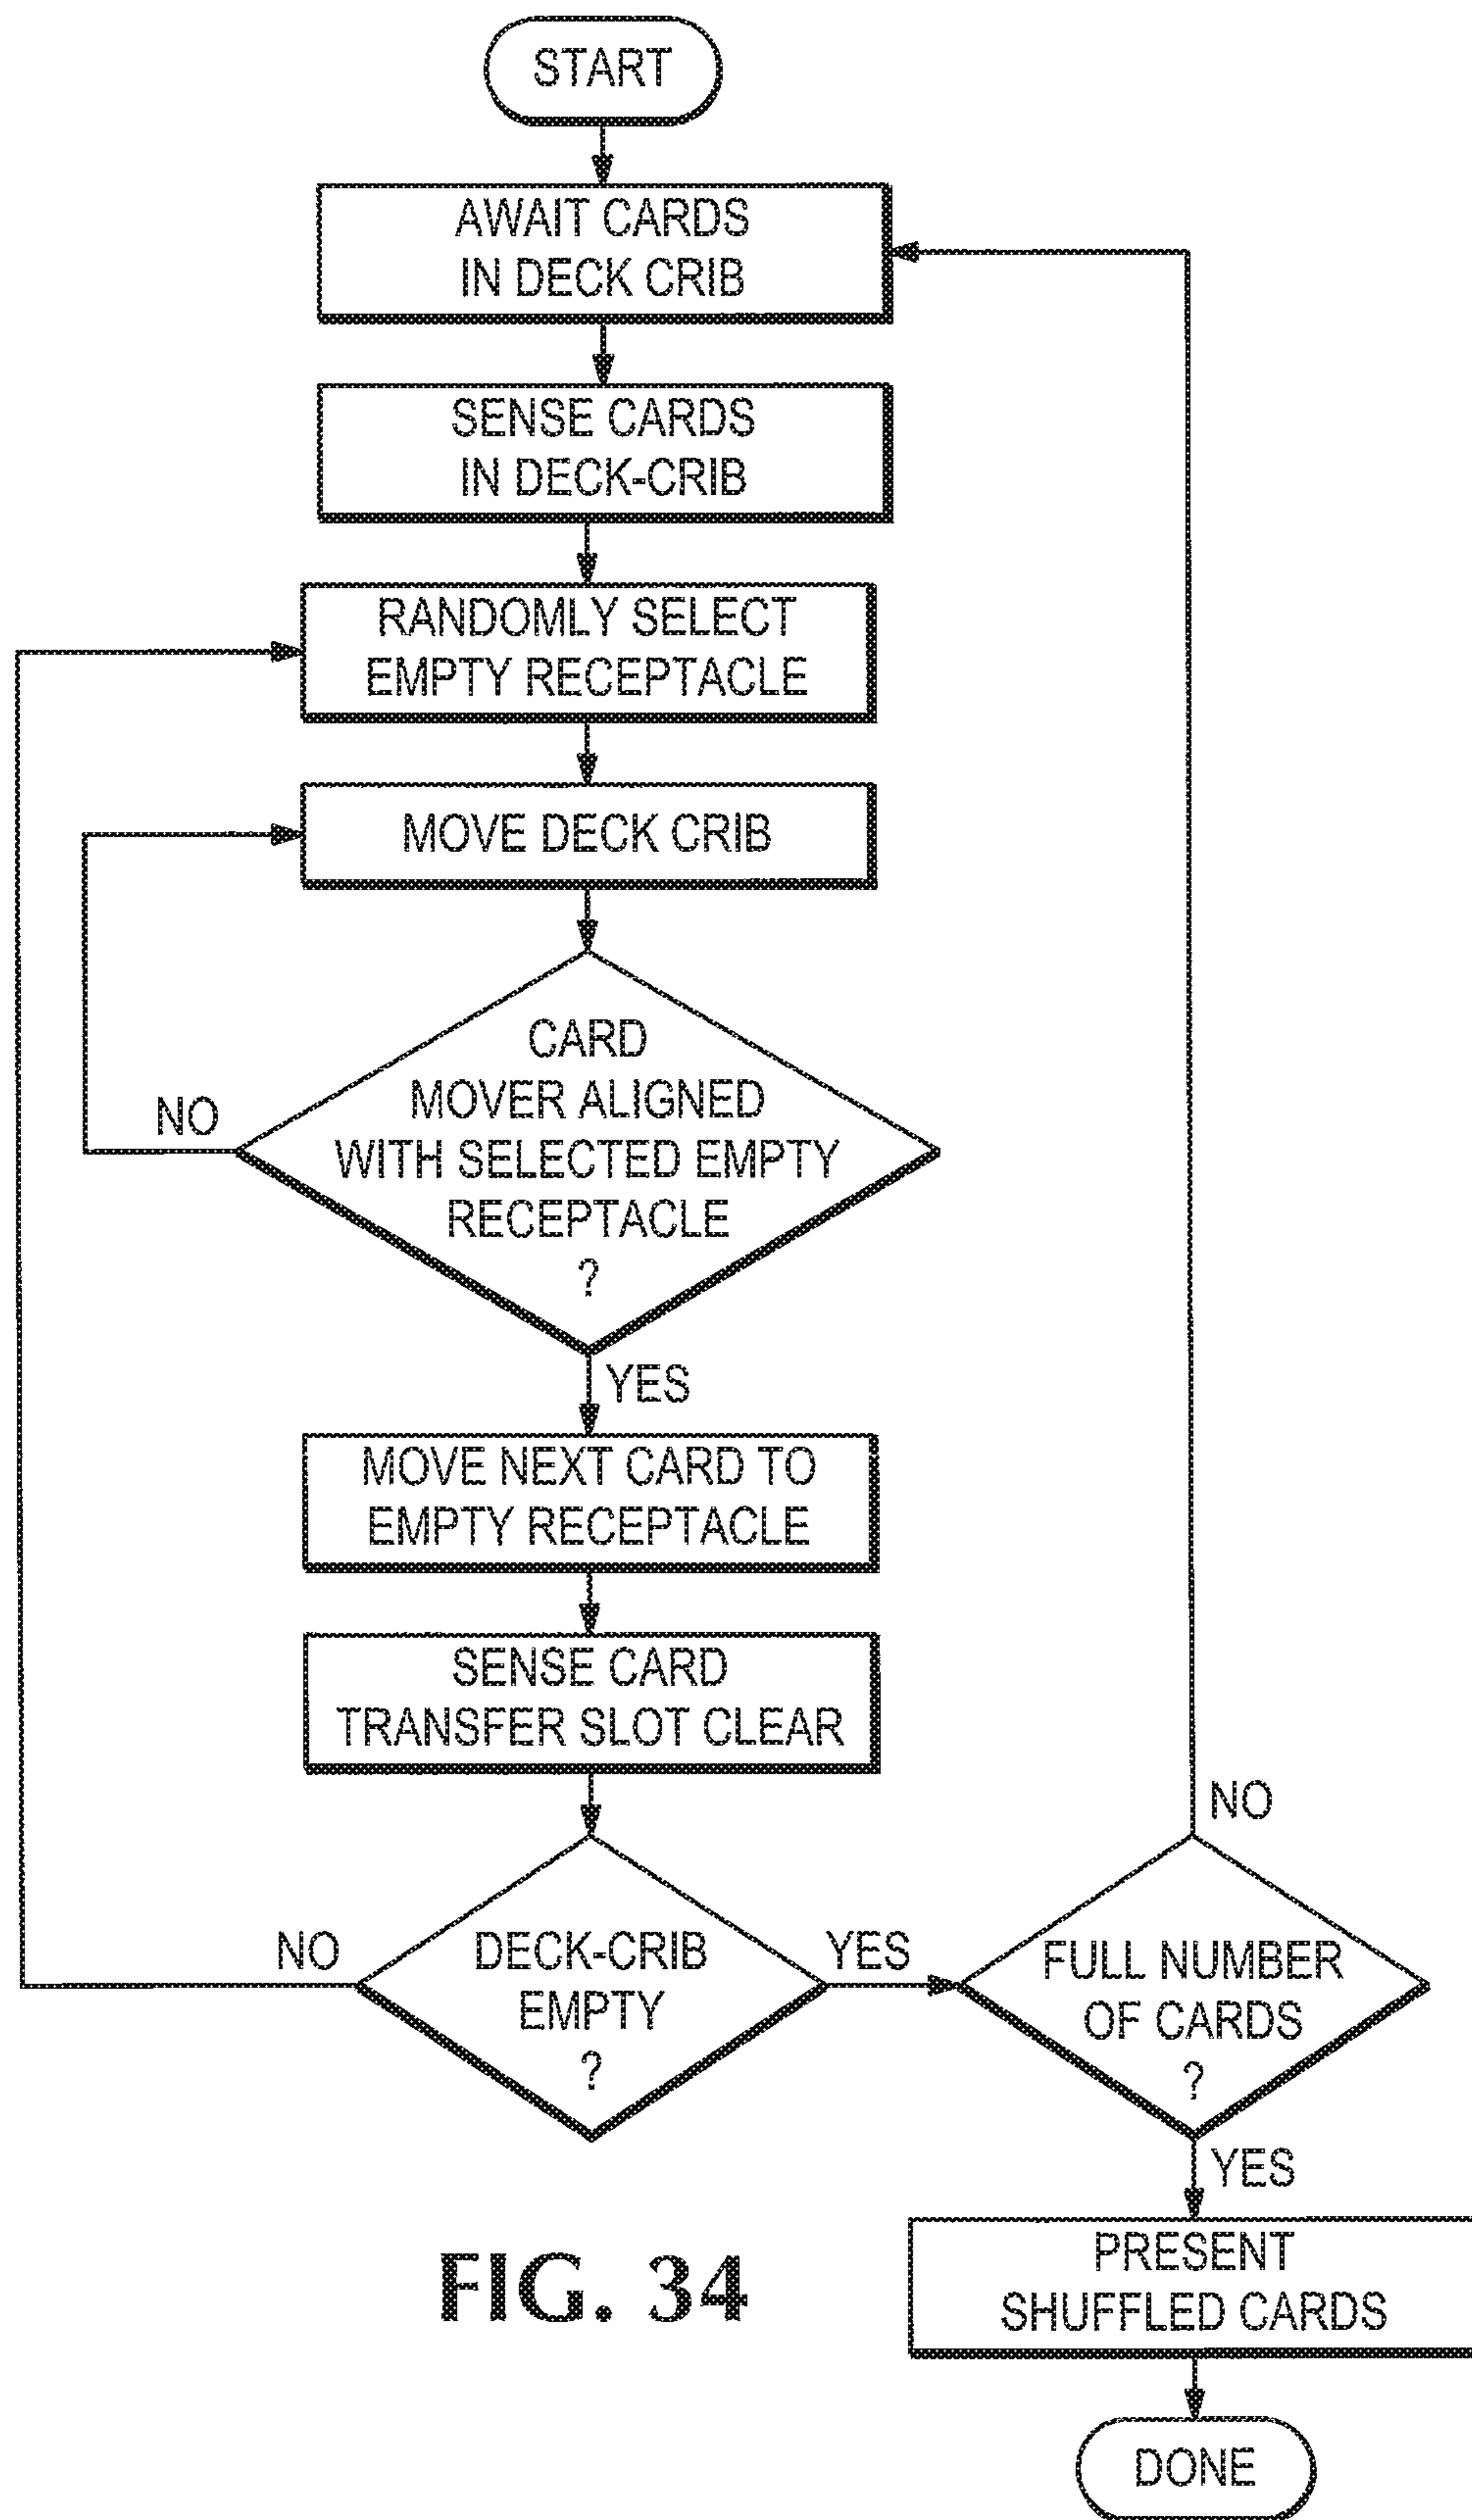 START
AWAIT CARDS
IN DECK CRIB
SENSE CARDS
IN DECK-CRIB
RANDOMLY SELECT
EMPTY RECEPTACLE
MOVE DECK CRIB
CARD
MOVER ALIGNED
WITH SELECTED EMPTY
RECEPTACLE
?
NO
YES
MOVE NEXT CARD TO
EMPTY RECEPTACLE
SENSE CARD
TRANSFER SLOT CLEAR
DECK-CRIB
EMPTY
?
NO
YES
FULL NUMBER
OF CARDS
?
NO
YES
PRESENT
SHUFFLED CARDS
DONE
FIG. 34